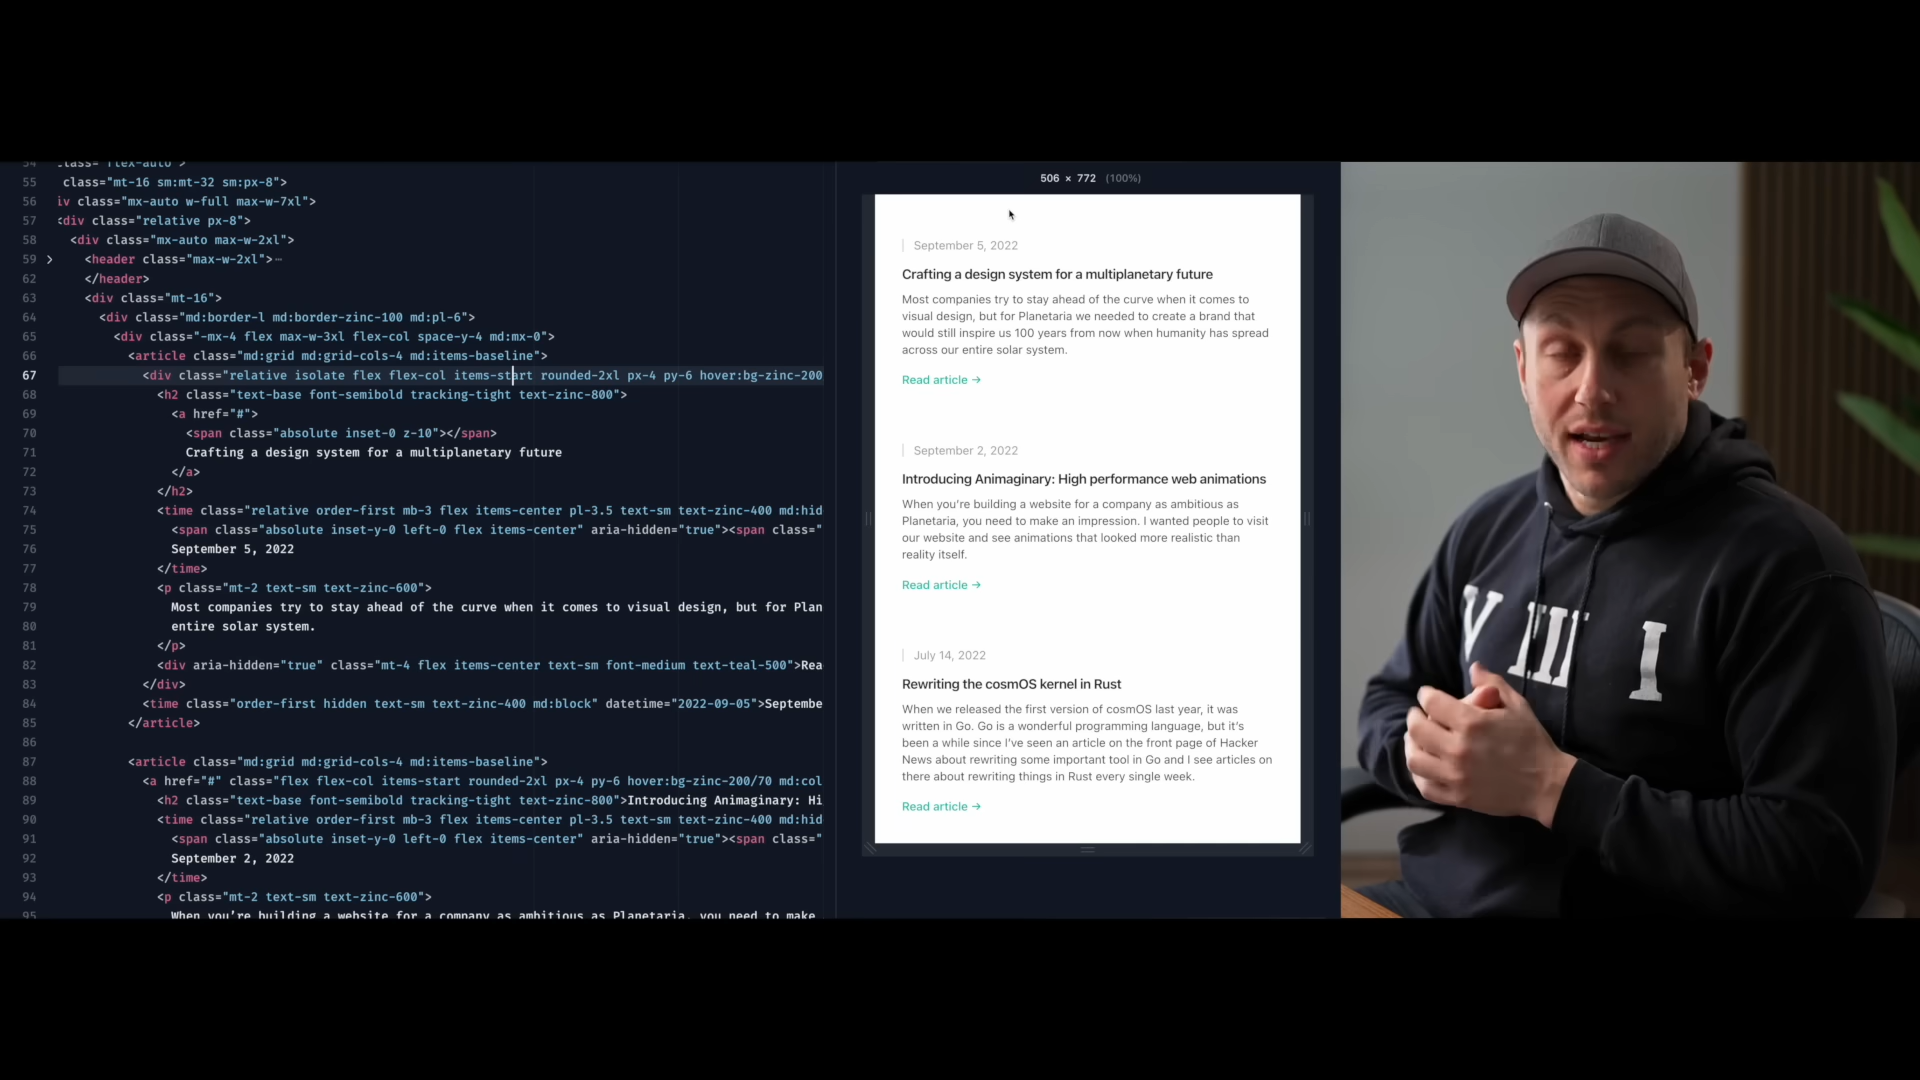 54 class="flex-auto">
55 class="mt-16 sm:mt-32 sm:px-8">
56 iv class="mx-auto w-full max-w-7xl">
57 <div class="relative px-8">
58 <div class="mx-auto max-w-2xl">
59 <header class="max-w-2xl">
62 </header>
63 <div class="mt-16">
64 <div class="md:border-l md:border-zinc-100 md:pl-6">
65 <div class="-mx-4 flex max-w-3xl flex-col space-y-4 md:mx-0">
66 <article class="md:grid md:grid-cols-4 md:items-baseline">
67 <div class="relative isolate flex flex-col items-start rounded-2xl px-4 py-6 hover:bg-zinc-200
68 <h2 class="text-base font-semibold tracking-tight text-zinc-800">
69 <a href="#">
70 <span class="absolute inset-0 z-10"></span>
71 Crafting a design system for a multiplanetary future
72 </a>
73 </h2>
74 <time class="relative order-first mb-3 flex items-center pl-3.5 text-sm text-zinc-400 md:hid
75 <span class="absolute inset-y-0 left-0 flex items-center" aria-hidden="true"><span class="
76 September 5, 2022
77 </time>
78 <p class="mt-2 text-sm text-zinc-600">
79 Most companies try to stay ahead of the curve when it comes to visual design, but for Plan
80 entire solar system.
81 </p>
82 <div aria-hidden="true" class="mt-4 flex items-center text-sm font-medium text-teal-500">Rea
83 </div>
84 <time class="order-first hidden text-sm text-zinc-400 md:block" datetime="2022-09-05">Septembe
85 </article>
86
87 <article class="md:grid md:grid-cols-4 md:items-baseline">
88 <a href="#" class="flex flex-col items-start rounded-2xl px-4 py-6 hover:bg-zinc-200/70 md:col
89 <h2 class="text-base font-semibold tracking-tight text-zinc-800">Introducing Animaginary: Hi
90 <time class="relative order-first mb-3 flex items-center pl-3.5 text-sm text-zinc-400 md:hid
91 <span class="absolute inset-y-0 left-0 flex items-center" aria-hidden="true"><span class="
92 September 2, 2022
93 </time>
94 <p class="mt-2 text-sm text-zinc-600">
95 When you're building a website for a company as ambitious as Planetaria, you need to make
506 × 772 (100%)
September 5, 2022
Crafting a design system for a multiplanetary future
Most companies try to stay ahead of the curve when it comes to
visual design, but for Planetaria we needed to create a brand that
would still inspire us 100 years from now when humanity has spread
across our entire solar system.
Read article →
September 2, 2022
Introducing Animaginary: High performance web animations
When you're building a website for a company as ambitious as
Planetaria, you need to make an impression. I wanted people to visit
our website and see animations that looked more realistic than
reality itself.
Read article →
July 14, 2022
Rewriting the cosmOS kernel in Rust
When we released the first version of cosmOS last year, it was
written in Go. Go is a wonderful programming language, but it's
been a while since I've seen an article on the front page of Hacker
News about rewriting some important tool in Go and I see articles on
there about rewriting things in Rust every single week.
Read article →
V III I